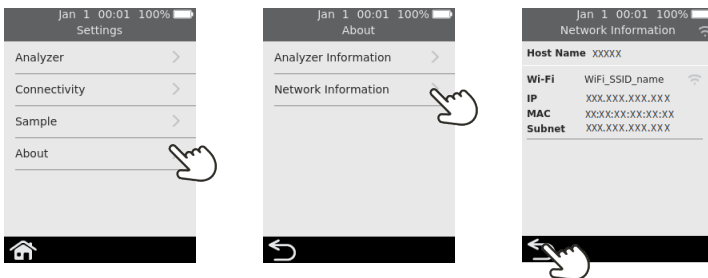 Jan 1 00:01 100%
Settings
Analyzer
Connectivity
Sample
About
Jan 1 00:01 100%
About
Analyzer Information
Network Information
Jan 1 00:01 100%
Network Information
Host Name XXXXX
Wi-Fi WiFi_SSID_name
IP XXX.XXX.XXX.XX X
MAC XX:XX:XX:XX:XX:XX
Subnet XXX.XXX.XXX.XX X